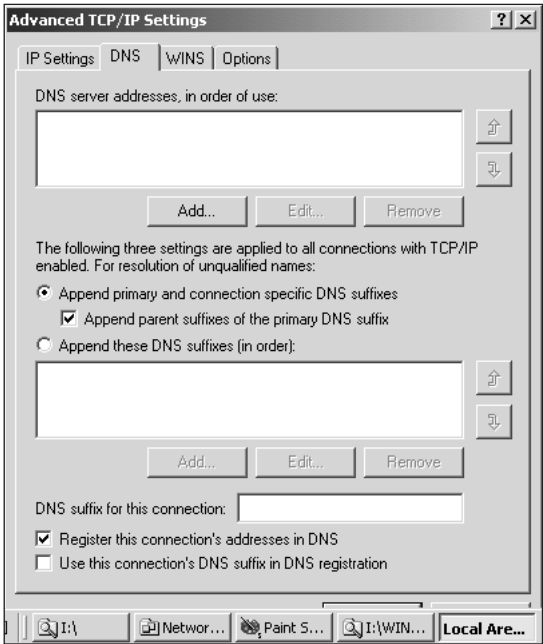 Advanced TCP/IP Settings
IP Settings DNS WINS Options
DNS server addresses, in order of use:
Add... Edit... Remove
The following three settings are applied to all connections with TCP/IP
enabled. For resolution of unqualified names:
Append primary and connection specific DNS suffixes
Append parent suffixes of the primary DNS suffix
Append these DNS suffixes (in order):
Add... Edit... Remove
DNS suffix for this connection:
Register this connection's addresses in DNS
Use this connection's DNS suffix in DNS registration
I:\ Networ... Paint S... I:\WIN... Local Are...